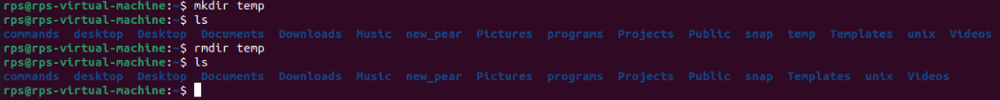 rps@rps-virtual-machine:~$ mkdir temp
rps@rps-virtual-machine:~$ ls
commands desktop Desktop Documents Downloads Music new_pear Pictures programs Projects Public snap temp Templates unix Videos
rps@rps-virtual-machine:~$ rmdir temp
rps@rps-virtual-machine:~$ ls
commands desktop Desktop Documents Downloads Music new_pear Pictures programs Projects Public snap Templates unix Videos
rps@rps-virtual-machine:~$